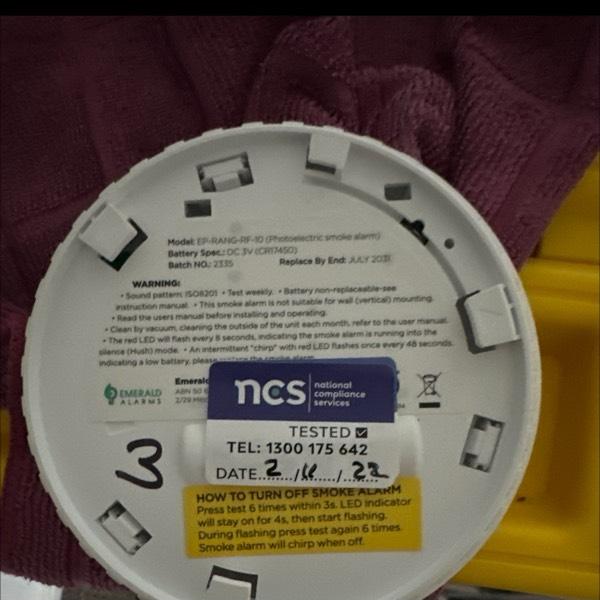 Model: EP-RANG-RF-10 (Photoelectric smoke alarm)
Battery Spec.: DC 3V (CR17450)
Batch NO.: 2335 Replace By End: JULY 2031
WARNING:
• Sound pattern: ISO8201 • Test weekly. • Battery non-replaceable-see
instruction manual. • This smoke alarm is not suitable for wall (vertical) mounting.
• Read the users manual before installing and operating.
• Clean by vacuum, cleaning the outside of the unit each month, refer to the user manual.
• The red LED will flash every 8 seconds, indicating the smoke alarm is running into the
silence (Hush) mode. • An intermittent "chirp" with red LED flashes once every 48 seconds,
indicating a low battery, please the smoke alarm
EMERALD
ALARMS
Emerald
ABN 50 6
2/29
ncs national
compliance
services
TESTED
TEL: 1300 175 642
DATE 2 / 11 / 22
3
HOW TO TURN OFF SMOKE ALARM
Press test 6 times within 3s. LED indicator
will stay on for 4s, then start flashing.
During flashing press test again 6 times.
Smoke alarm will chirp when off.